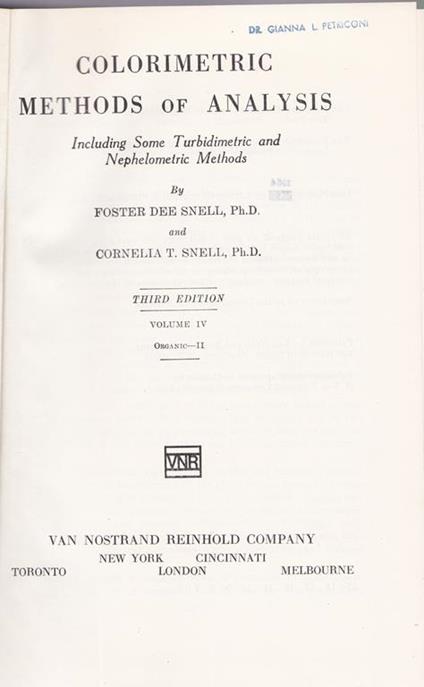 DR. GIANNA L. PETRICONI
COLORIMETRIC
METHODS OF ANALYSIS
Including Some Turbidimetric and
Nephelometric Methods
By
FOSTER DEE SNELL, Ph.D.
and
CORNELIA T. SNELL, Ph.D.
THIRD EDITION
VOLUME IV
ORGANIC—II
VNR
VAN NOSTRAND REINHOLD COMPANY
NEW YORK CINCINNATI
TORONTO LONDON MELBOURNE